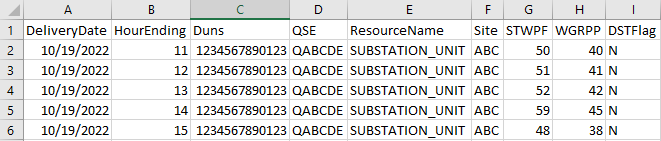 A B C D E F G H I
1 DeliveryDate HourEnding Duns QSE ResourceName Site STWPF WGRPP DSTFlag
2 10/19/2022 11 1234567890123 QABCDE SUBSTATION_UNIT ABC 50 40 N
3 10/19/2022 12 1234567890123 QABCDE SUBSTATION_UNIT ABC 51 41 N
4 10/19/2022 13 1234567890123 QABCDE SUBSTATION_UNIT ABC 52 42 N
5 10/19/2022 14 1234567890123 QABCDE SUBSTATION_UNIT ABC 59 45 N
6 10/19/2022 15 1234567890123 QABCDE SUBSTATION_UNIT ABC 48 38 N